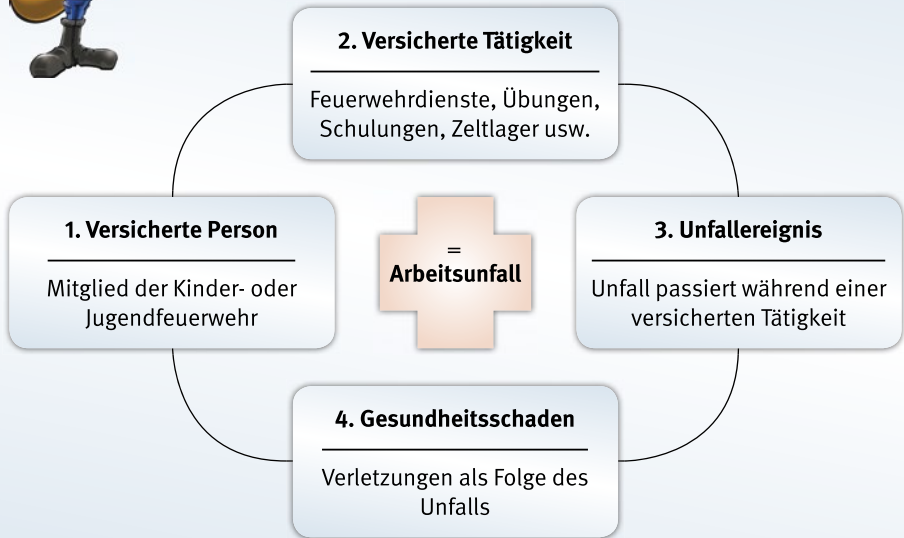 2. Versicherte Tätigkeit
Feuerwehrdienste, Übungen,
Schulungen, Zeltlager usw.
1. Versicherte Person
Mitglied der Kinder- oder
Jugendfeuerwehr
=
Arbeitsunfall
3. Unfallereignis
Unfall passiert während einer
versicherten Tätigkeit
4. Gesundheitsschaden
Verletzungen als Folge des
Unfalls